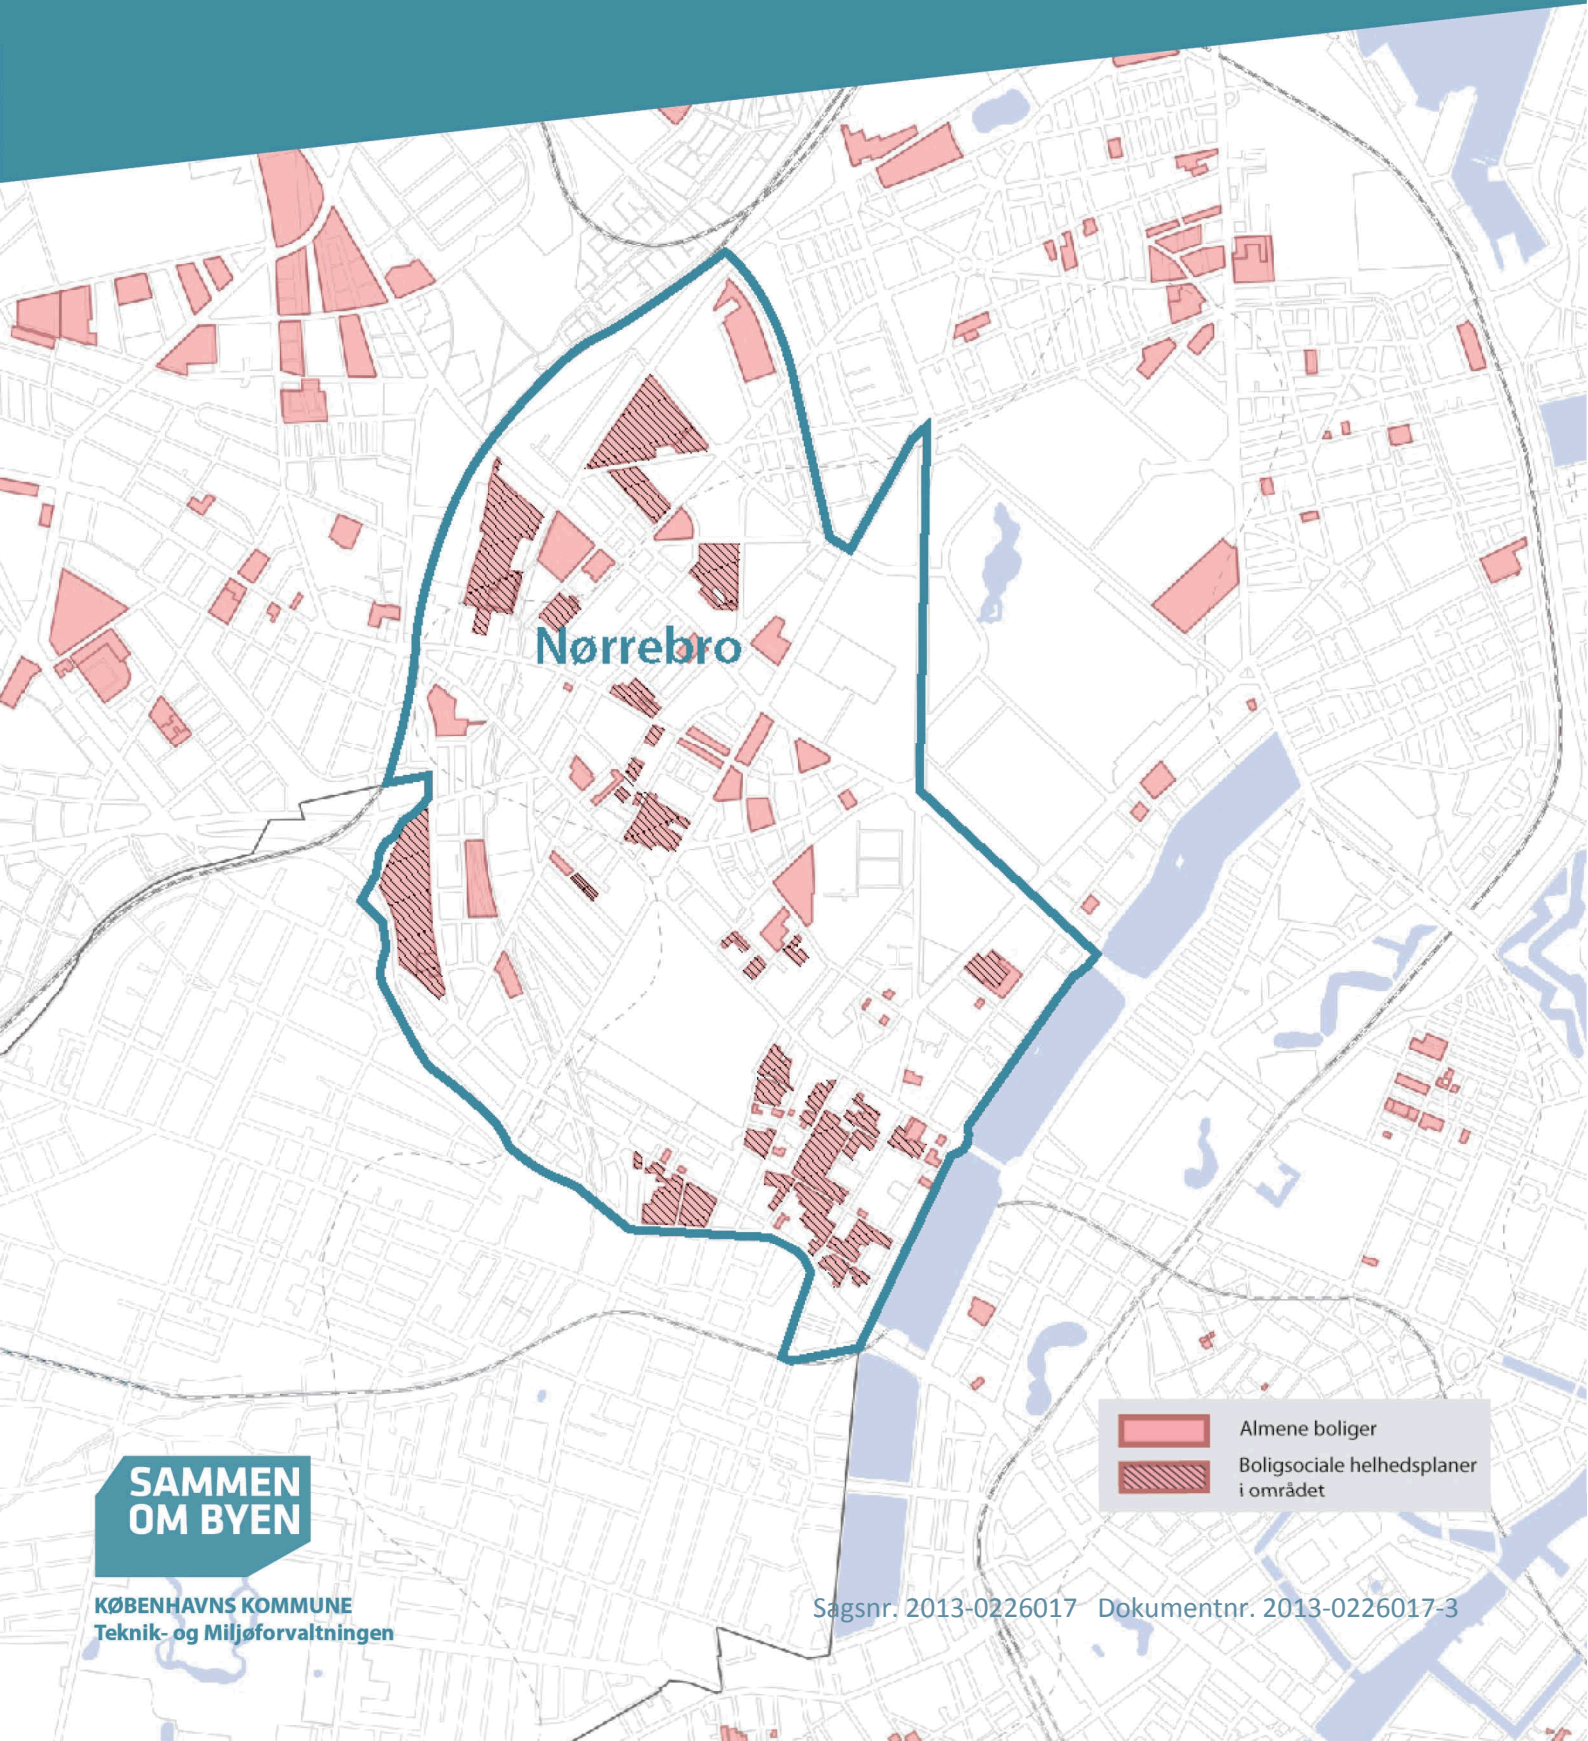 Nørrebro
Almene boliger
Boligsociale helhedsplaner
i området
SAMMEN
OM BYEN
KØBENHAVNS KOMMUNE
Teknik- og Miljøforvaltningen
Sagsnr. 2013-0226017 Dokumentnr. 2013-0226017-3